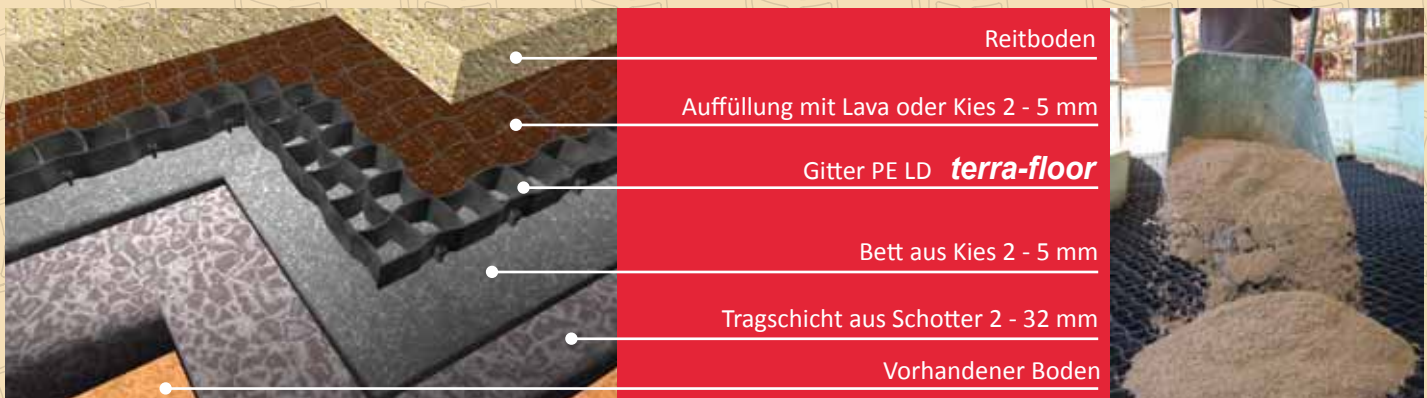 Reitboden
Auffüllung mit Lava oder Kies 2 - 5 mm
Gitter PE LD terra-floor
Bett aus Kies 2 - 5 mm
Tragschicht aus Schotter 2 - 32 mm
Vorhandener Boden